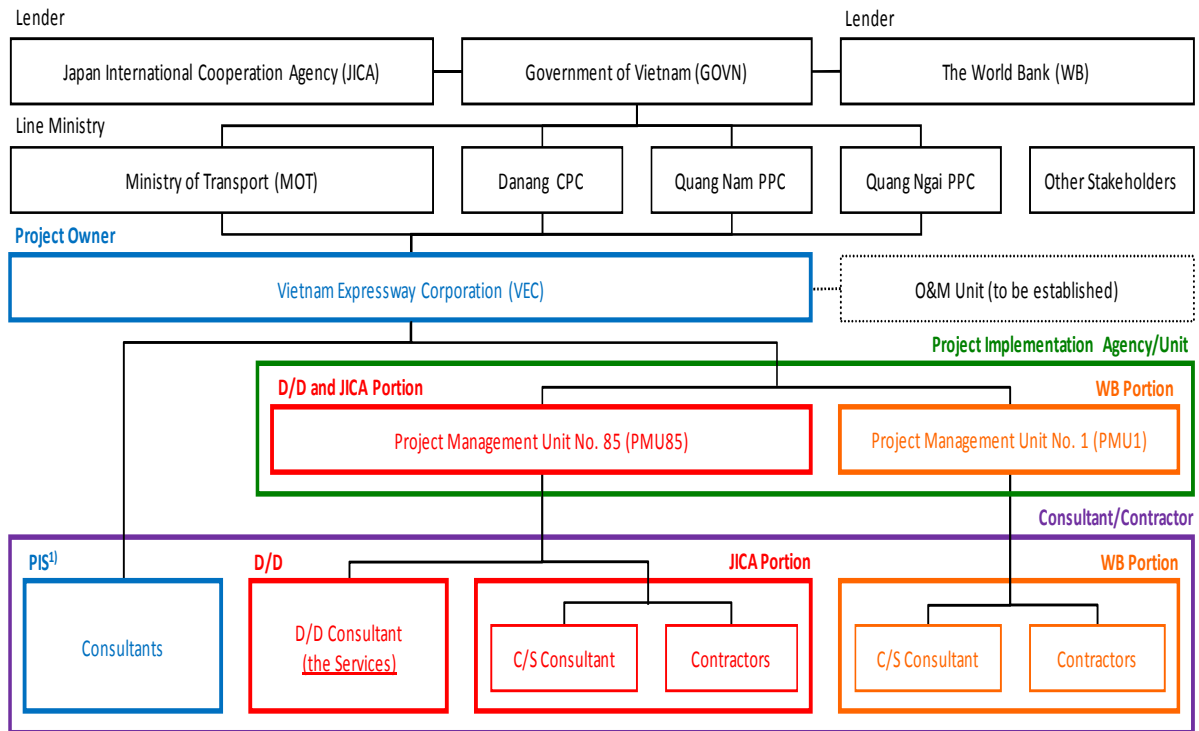 Lender
Lender
Japan International Cooperation Agency (JICA)
Government of Vietnam (GOVN)
The World Bank (WB)
Line Ministry
Ministry of Transport (MOT)
Danang CPC
Quang Nam PPC
Quang Ngai PPC
Other Stakeholders
Project Owner
Vietnam Expressway Corporation (VEC)
O&M Unit (to be established)
Project Implementation Agency/Unit
D/D and JICA Portion
WB Portion
Project Management Unit No. 85 (PMU85)
Project Management Unit No. 1 (PMU1)
Consultant/Contractor
PIS1)
D/D
JICA Portion
WB Portion
Consultants
D/D Consultant
(the Services)
C/S Consultant
Contractors
C/S Consultant
Contractors